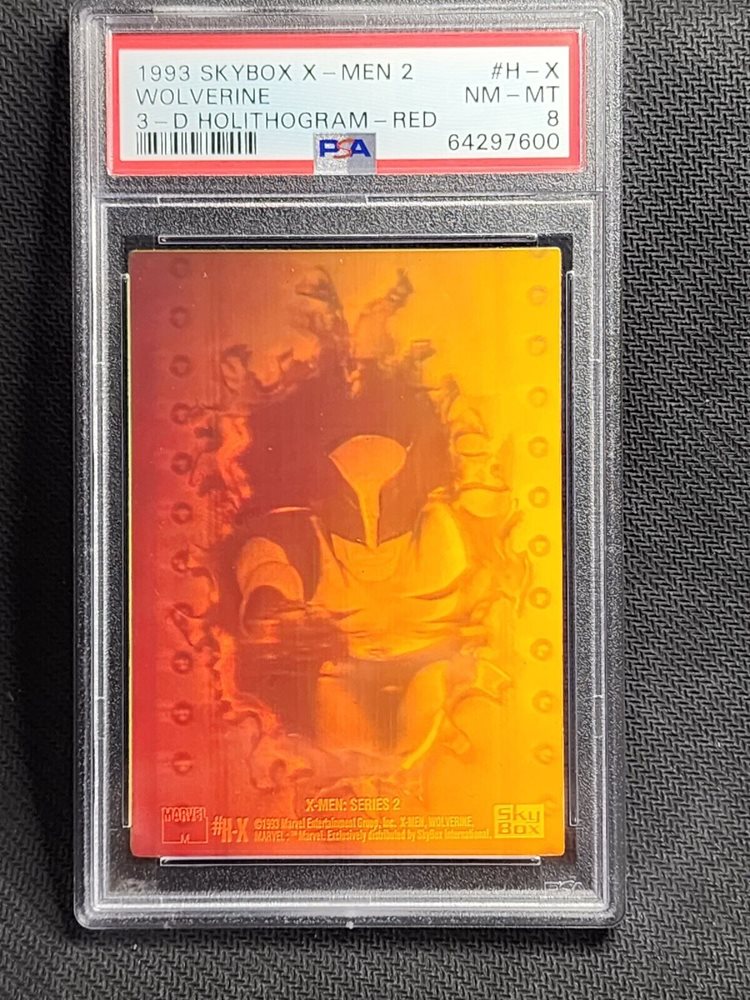 1993 SKYBOX X-MEN 2 #H-X
WOLVERINE NM-MT
3-D HOLITHOGRAM-RED 8
PSA 64297600
X-MEN: SERIES 2
MARVEL
M
#H-X
©1993 Marvel Entertainment Group, Inc. X-MEN, WOLVERINE.
MARVEL: ™ Marvel. Exclusively distributed by SkyBox International.
SKY
BOX
PSA